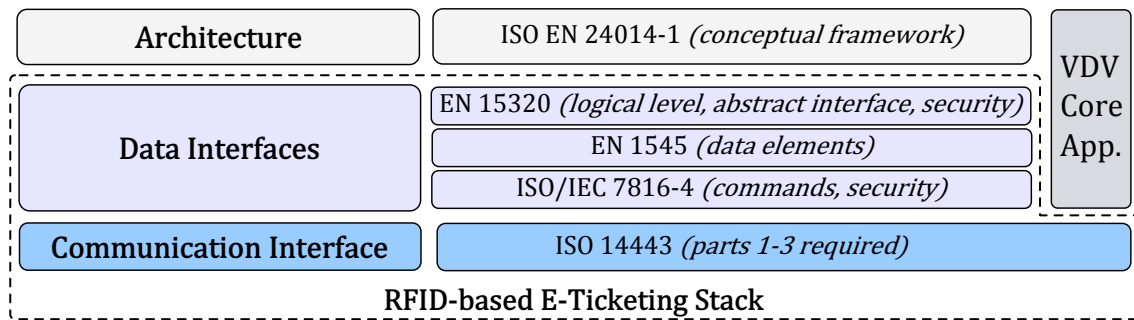 Architecture
ISO EN 24014-1 (conceptual framework)
VDV
Core
App.
Data Interfaces
EN 15320 (logical level, abstract interface, security)
EN 1545 (data elements)
ISO/IEC 7816-4 (commands, security)
Communication Interface
ISO 14443 (parts 1-3 required)
RFID-based E-Ticketing Stack